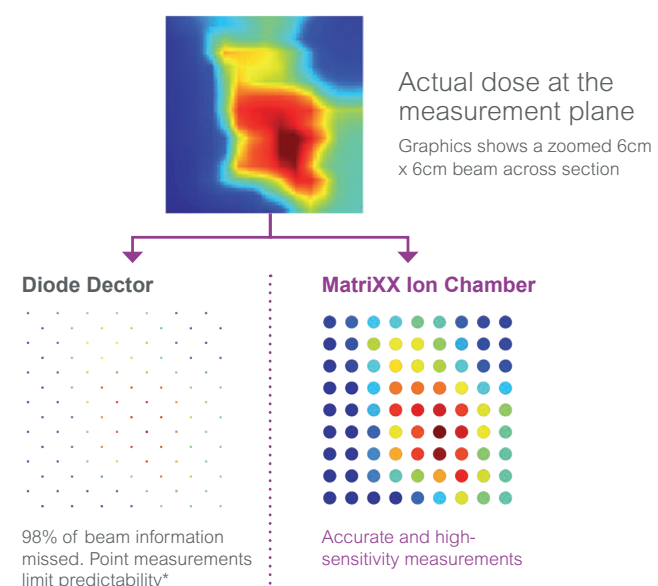 Actual dose at the
measurement plane
Graphics shows a zoomed 6cm
x 6cm beam across section
Diode Dector
98% of beam information
missed. Point measurements
limit predictability*
MatriXX Ion Chamber
Accurate and high-
sensitivity measurements